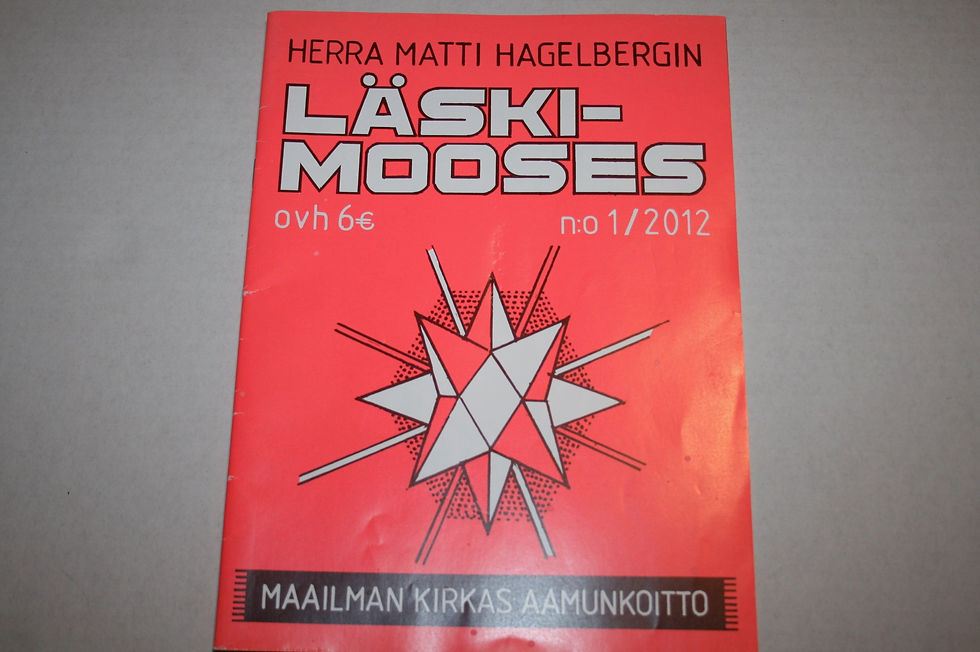 HERRA MATTI HAGELBERGIN
LÄSKI-
MOOSES
ovh 6€ n:o 1/2012
MAAILMAN KIRKAS AAMUNKOITTO